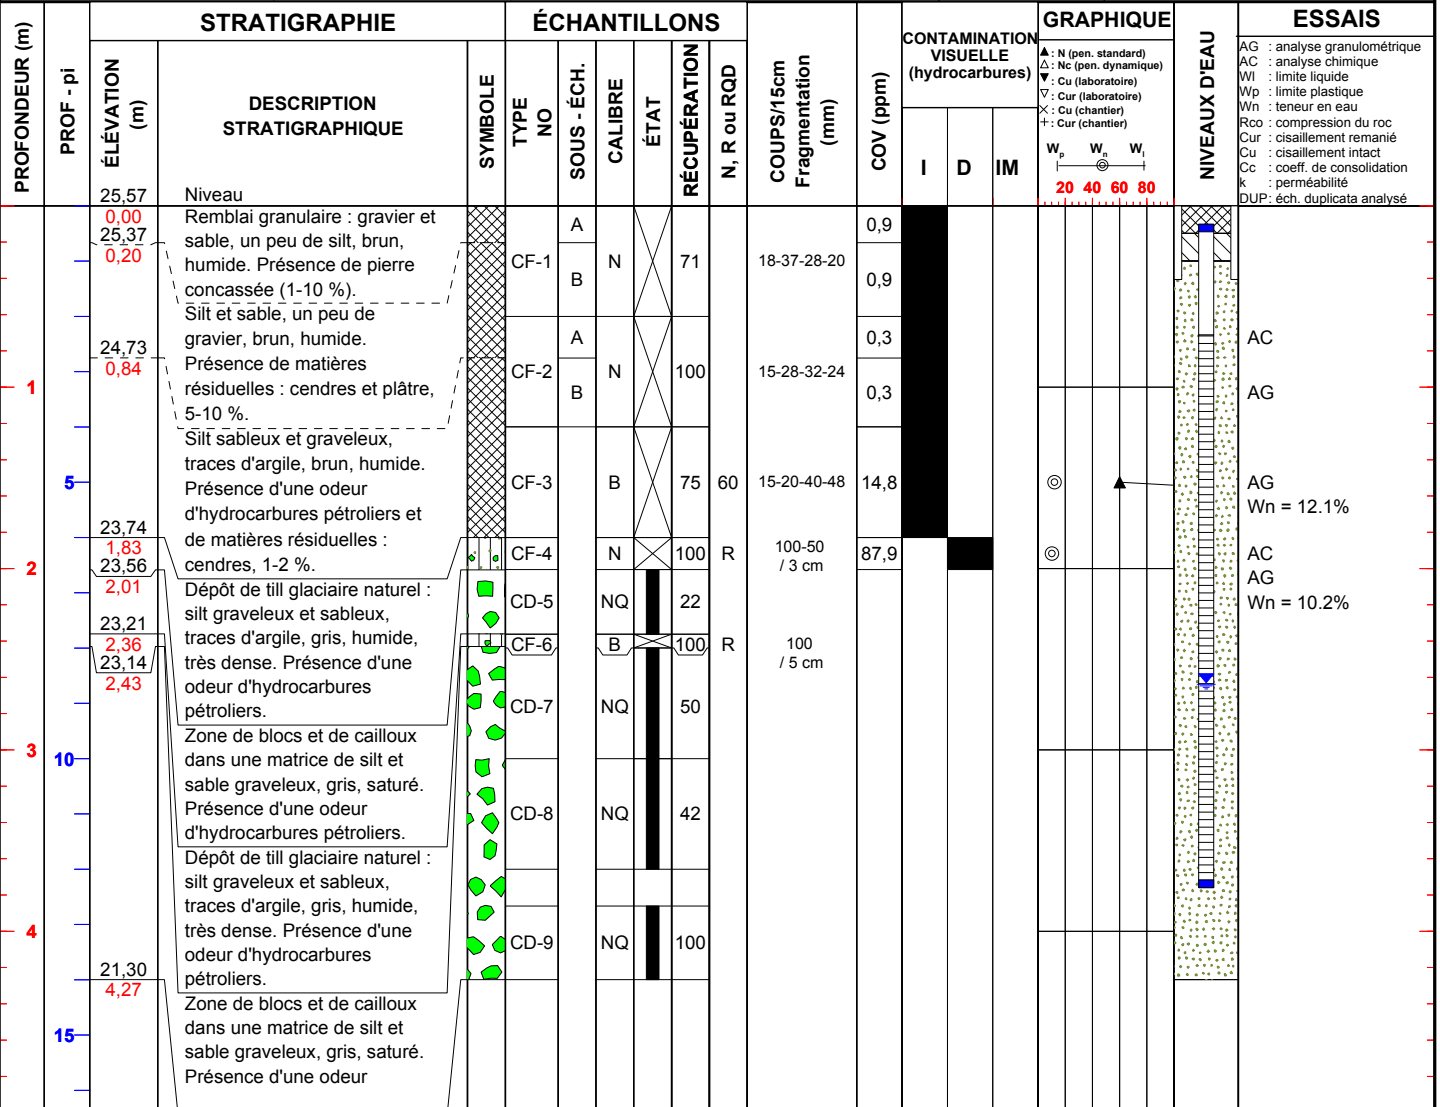 PROFONDEUR (m)
PROF - pi
STRATIGRAPHIE
ÉLÉVATION (m)
DESCRIPTION
STRATIGRAPHIQUE
SYMBOLE
ÉCHANTILLONS
TYPE NO
SOUS - ÉCH.
CALIBRE
ÉTAT
RÉCUPÉRATION
N, R ou RQD
COUPS/15cm
Fragmentation
(mm)
COV (ppm)
CONTAMINATION
VISUELLE
(hydrocarbures)
I D IM
GRAPHIQUE
▲ : N (pen. standard)
△ : Nc (pen. dynamique)
▼ : Cu (laboratoire)
▽ : Cur (laboratoire)
× : Cu (chantier)
+ : Cur (chantier)
Wp Wn Wl
20 40 60 80
NIVEAUX D'EAU
ESSAIS
AG : analyse granulométrique
AC : analyse chimique
Wl : limite liquide
Wp : limite plastique
Wn : teneur en eau
Rco : compression du roc
Cur : cisaillement remanié
Cu : cisaillement intact
Cc : coeff. de consolidation
k : perméabilité
DUP: éch. duplicata analysé
25,57
0,00
25,37
0,20
24,73
0,84
23,74
1,83
23,56
2,01
23,21
2,36
23,14
2,43
21,30
4,27
1
2
3
4
5
10
15
Niveau
Remblai granulaire : gravier et
sable, un peu de silt, brun,
humide. Présence de pierre
concassée (1-10 %).
Silt et sable, un peu de
gravier, brun, humide.
Présence de matières
résiduelles : cendres et plâtre,
5-10 %.
Silt sableux et graveleux,
traces d'argile, brun, humide.
Présence d'une odeur
d'hydrocarbures pétroliers et
de matières résiduelles :
cendres, 1-2 %.
Dépôt de till glaciaire naturel :
silt graveleux et sableux,
traces d'argile, gris, humide,
très dense. Présence d'une
odeur d'hydrocarbures
pétroliers.
Zone de blocs et de cailloux
dans une matrice de silt et
sable graveleux, gris, saturé.
Présence d'une odeur
d'hydrocarbures pétroliers.
Dépôt de till glaciaire naturel :
silt graveleux et sableux,
traces d'argile, gris, humide,
très dense. Présence d'une
odeur d'hydrocarbures
pétroliers.
Zone de blocs et de cailloux
dans une matrice de silt et
sable graveleux, gris, saturé.
Présence d'une odeur
CF-1 A B N 71 18-37-28-20 0,9 0,9
CF-2 A B N 100 15-28-32-24 0,3 0,3
CF-3 B 75 60 15-20-40-48 14,8
CF-4 N 100 R 100-50 / 3 cm 87,9
CD-5 NQ 22
CF-6 B 100 R 100 / 5 cm
CD-7 NQ 50
CD-8 NQ 42
CD-9 NQ 100
AC
AG
AG
Wn = 12.1%
AC
AG
Wn = 10.2%